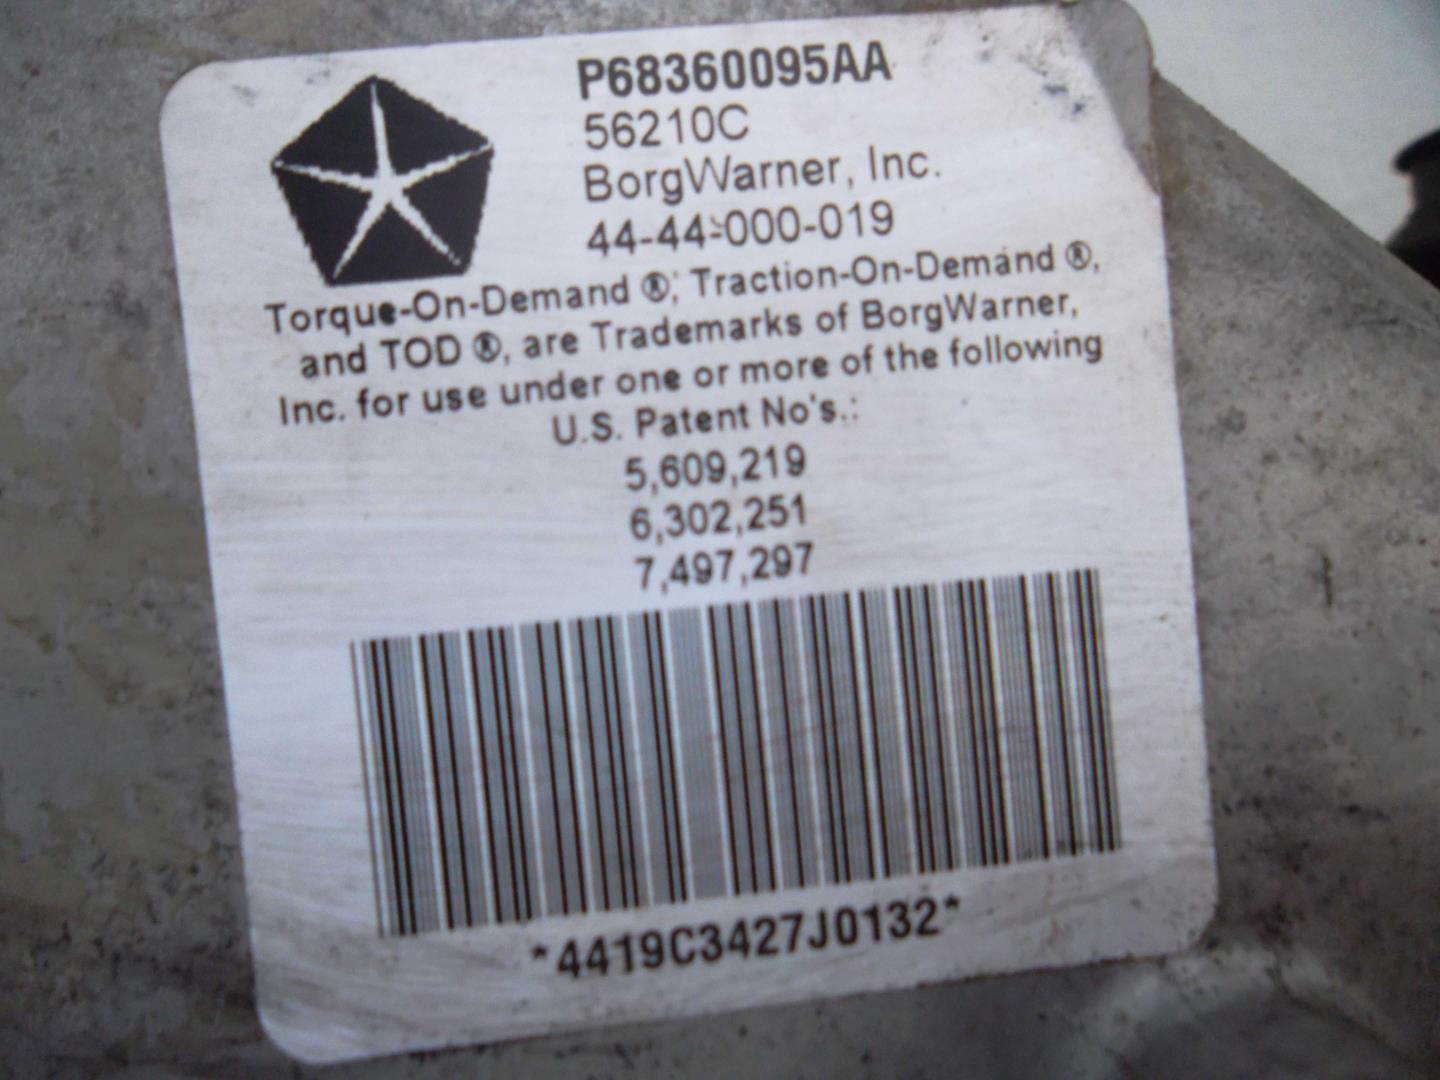 P68360095AA
56210C
BorgWarner, Inc.
44-44-000-019
Torque-On-Demand ®, Traction-On-Demand ®,
and TOD ®, are Trademarks of BorgWarner,
Inc. for use under one or more of the following
U.S. Patent No's.:
5,609,219
6,302,251
7,497,297
*4419C3427J0132*